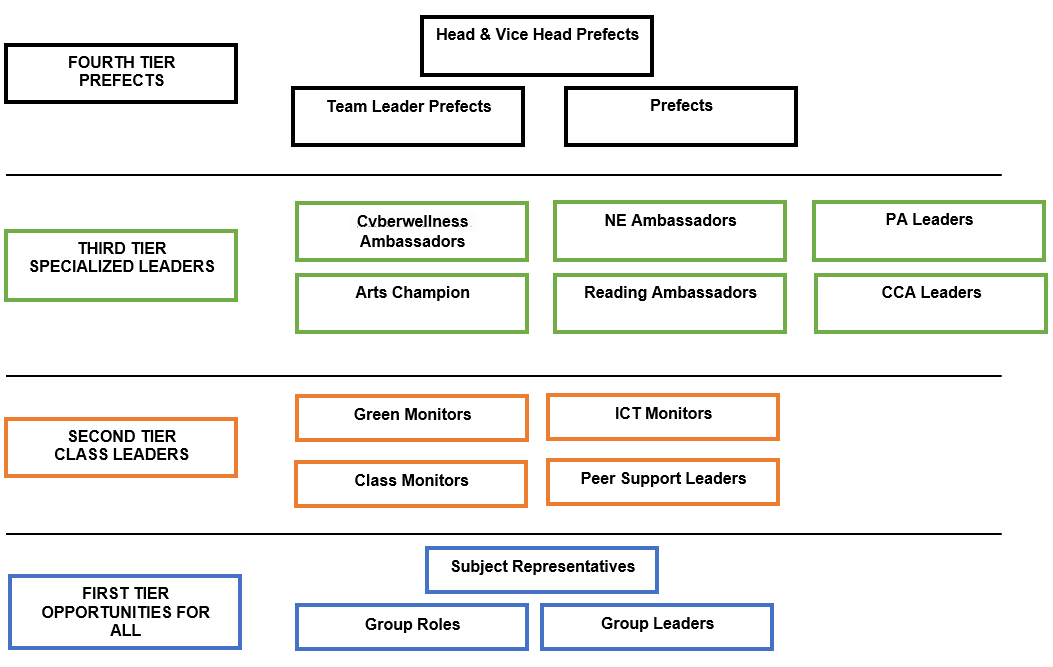 Head & Vice Head Prefects
FOURTH TIER
PREFECTS
Team Leader Prefects
Prefects
THIRD TIER
SPECIALIZED LEADERS
Cyberwellness
Ambassadors
NE Ambassadors
PA Leaders
Arts Champion
Reading Ambassadors
CCA Leaders
SECOND TIER
CLASS LEADERS
Green Monitors
ICT Monitors
Class Monitors
Peer Support Leaders
FIRST TIER
OPPORTUNITIES FOR
ALL
Subject Representatives
Group Roles
Group Leaders